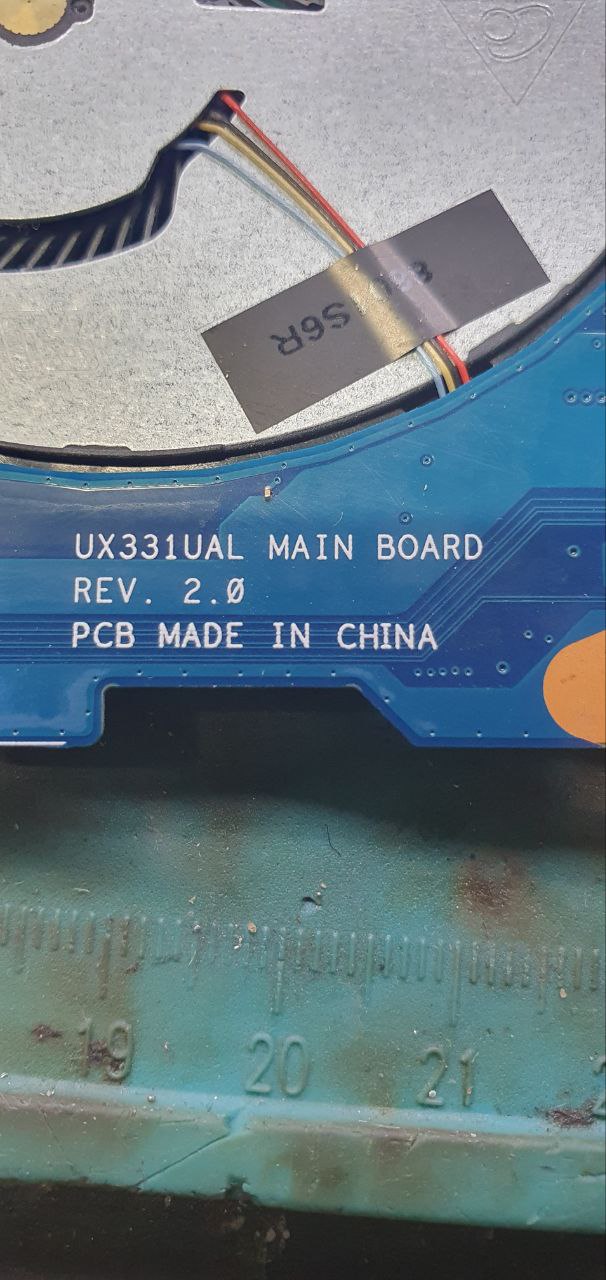 UX331UAL MAIN BOARD
REV. 2.0
PCB MADE IN CHINA
19 20 21